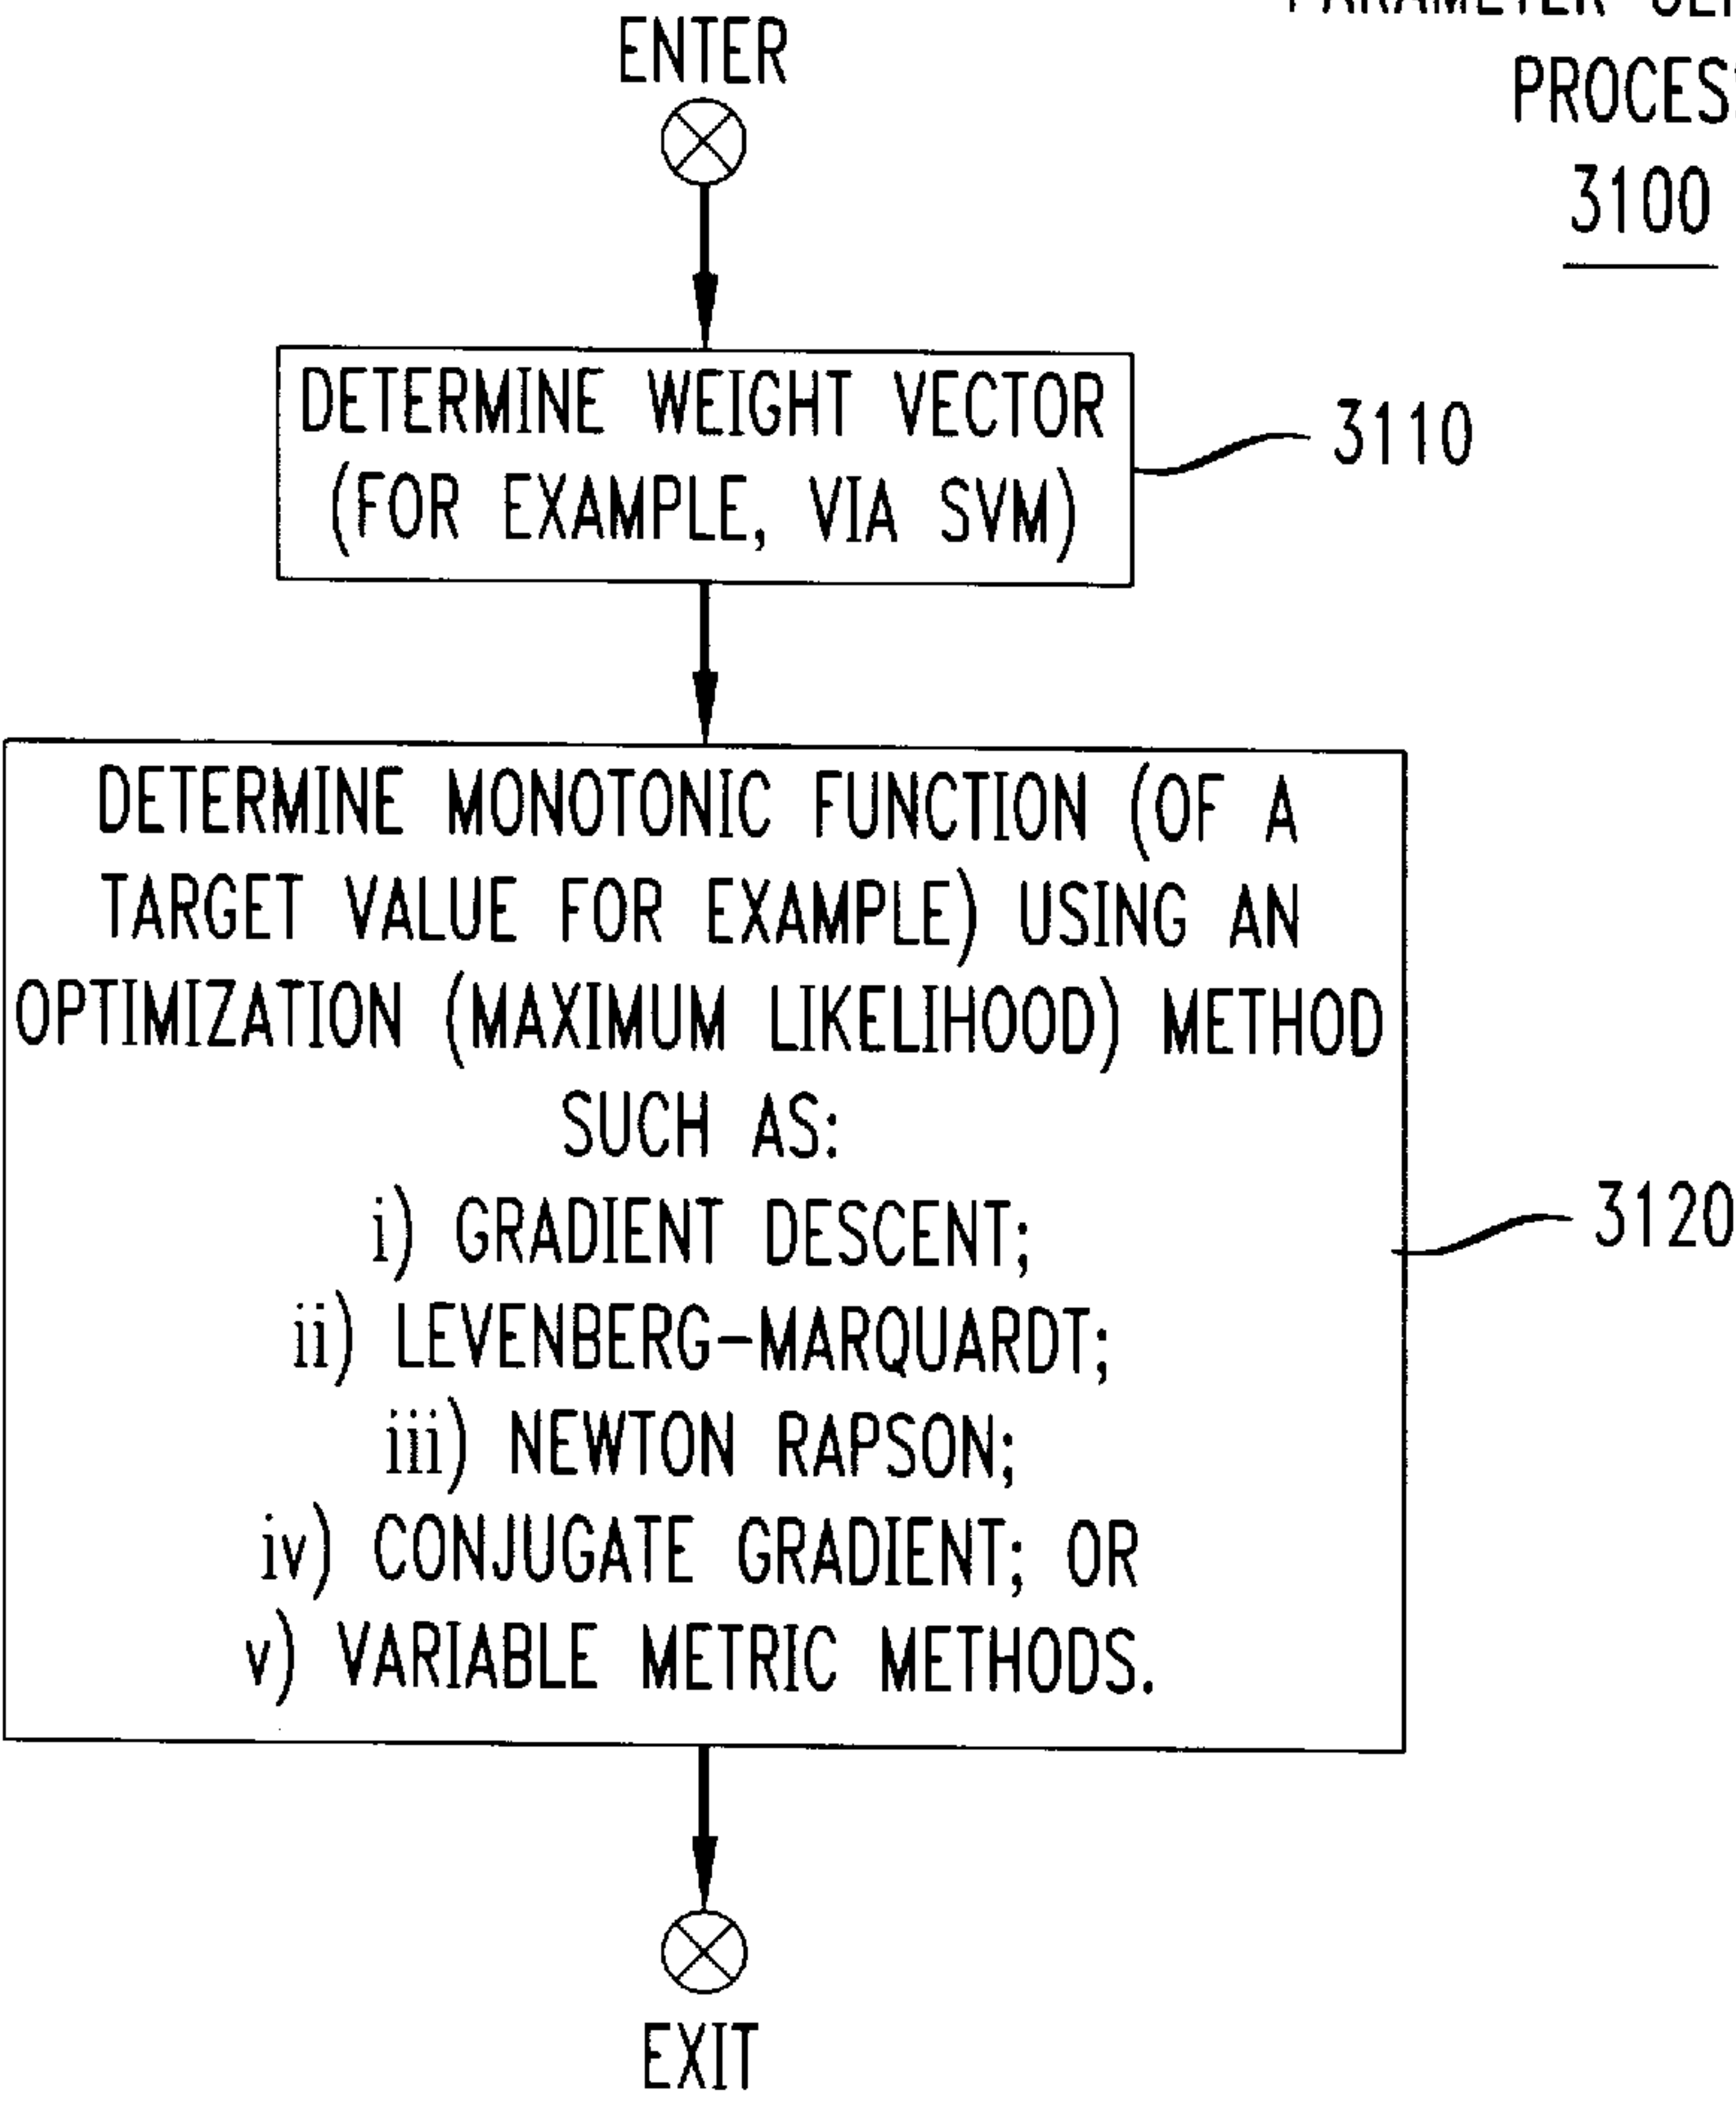 ENTER
PARAMETER
PROCES
3100
DETERMINE WEIGHT VECTOR
(FOR EXAMPLE, VIA SVM)
3110
DETERMINE MONOTONIC FUNCTION (OF A
TARGET VALUE FOR EXAMPLE) USING AN
OPTIMIZATION (MAXIMUM LIKELIHOOD) METHOD
SUCH AS:
i) GRADIENT DESCENT;
ii) LEVENBERG-MARQUARDT;
iii) NEWTON RAPSON;
iv) CONJUGATE GRADIENT; OR
v) VARIABLE METRIC METHODS.
3120
EXIT